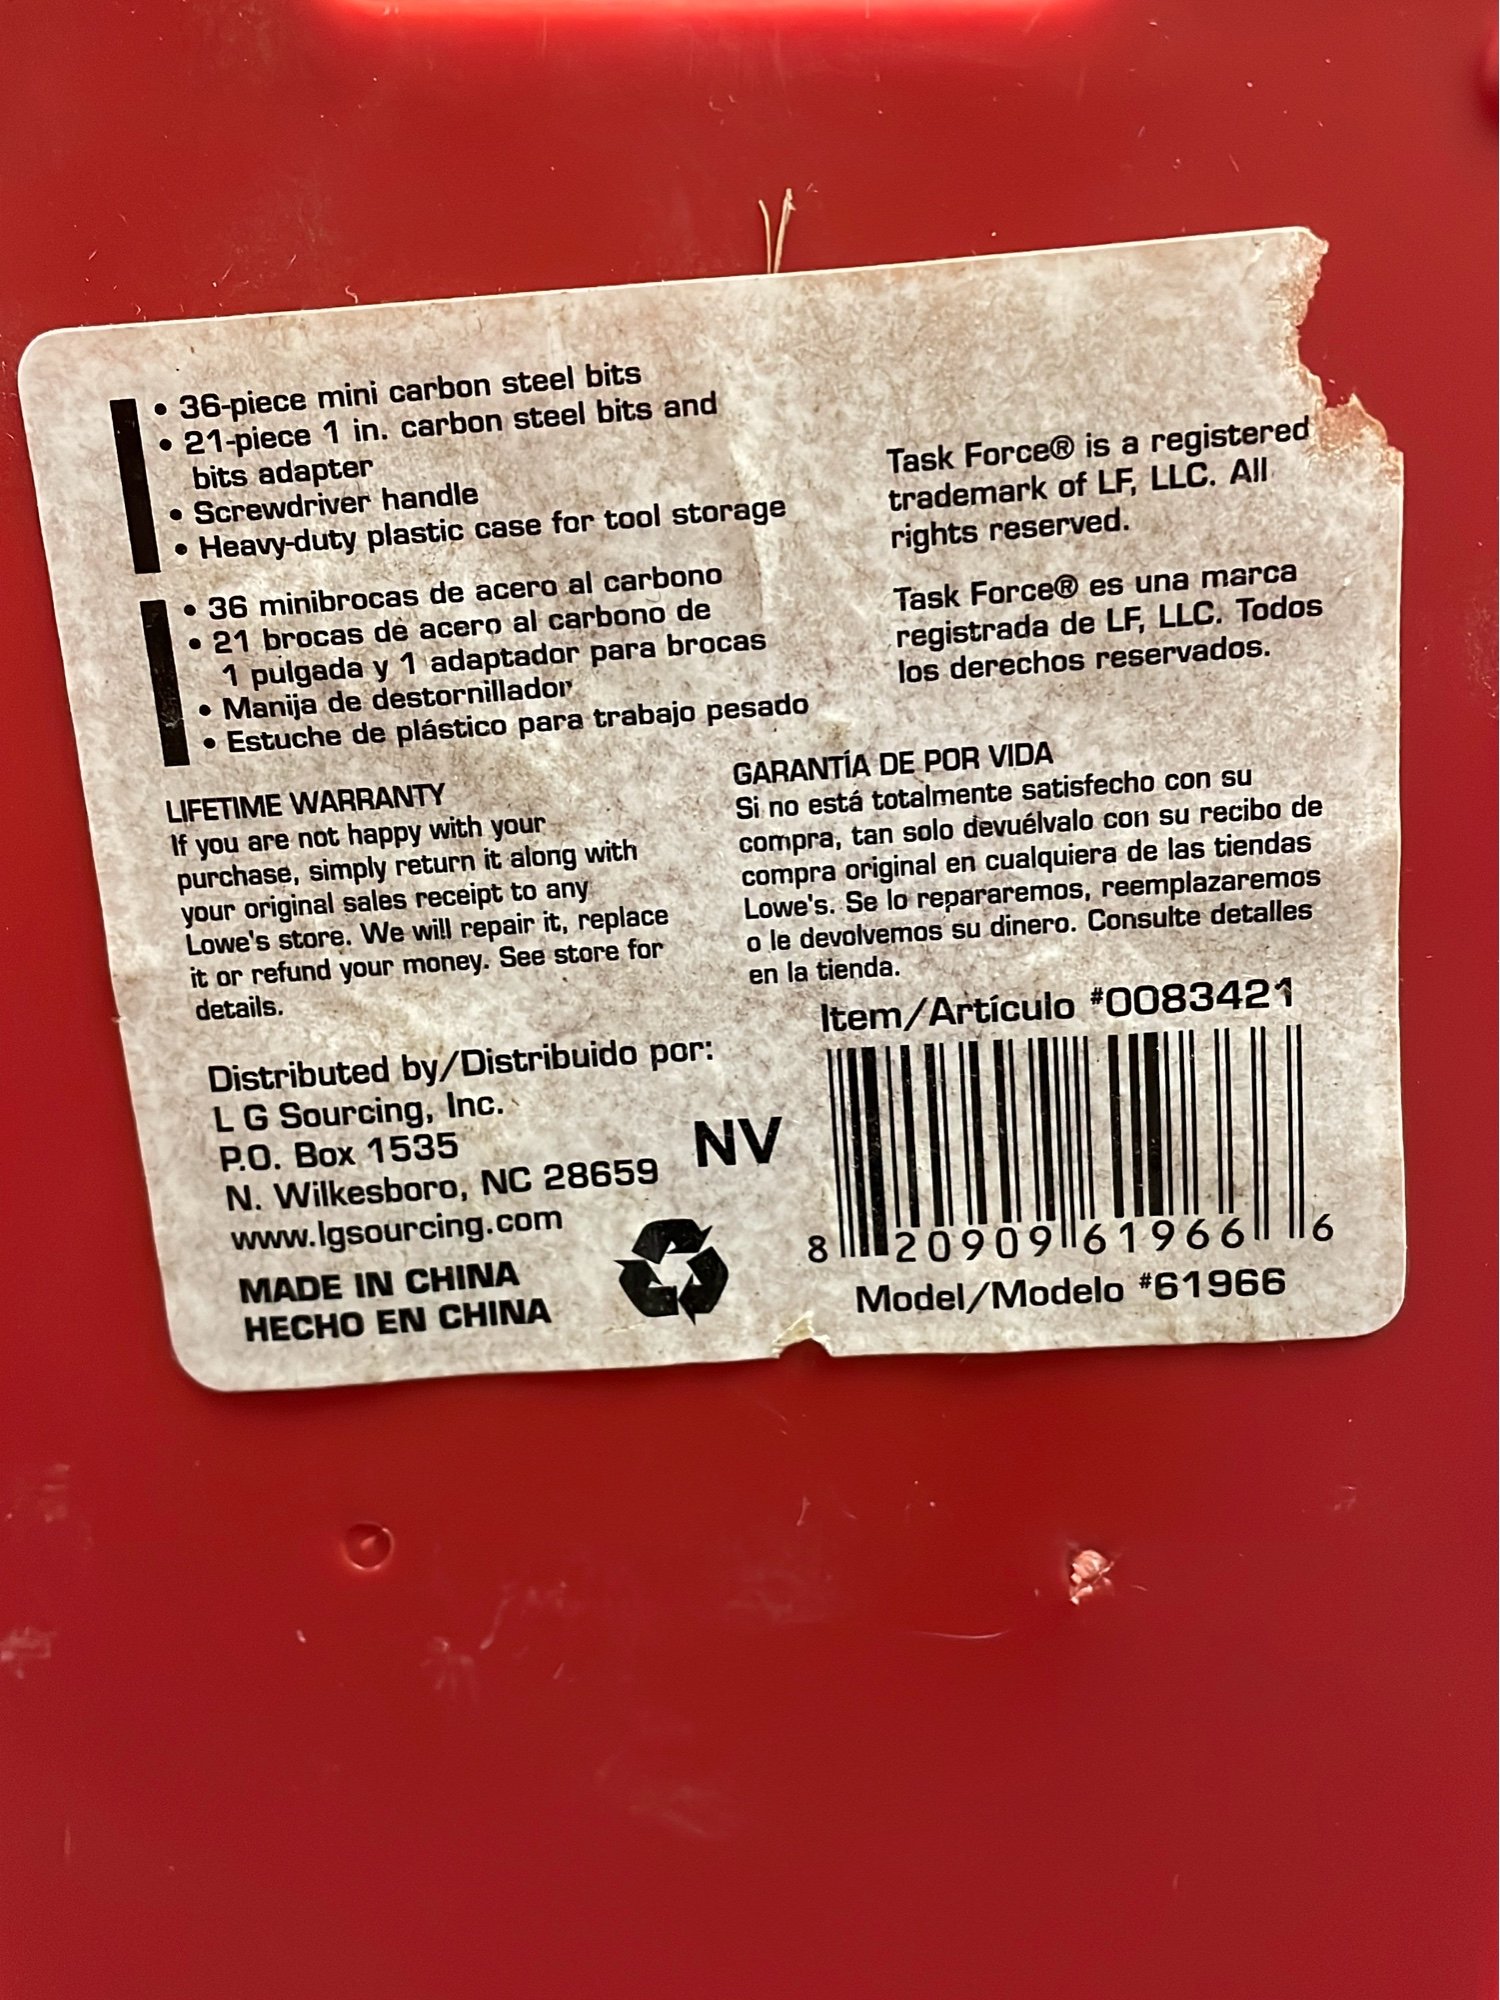 • 36-piece mini carbon steel bits
• 21-piece 1 in. carbon steel bits and
bits adapter
• Screwdriver handle
• Heavy-duty plastic case for tool storage
• 36 minibrocas de acero al carbono
• 21 brocas de acero al carbono de
1 pulgada y 1 adaptador para brocas
• Manija de destornillador
• Estuche de plástico para trabajo pesado
Task Force® is a registered
trademark of LF, LLC. All
rights reserved.
Task Force® es una marca
registrada de LF, LLC. Todos
los derechos reservados.
LIFETIME WARRANTY
If you are not happy with your
purchase, simply return it along with
your original sales receipt to any
Lowe's store. We will repair it, replace
it or refund your money. See store for
details.
GARANTÍA DE POR VIDA
Si no está totalmente satisfecho con su
compra, tan solo devuélvalo con su recibo de
compra original en cualquiera de las tiendas
Lowe's. Se lo repararemos, reemplazaremos
o le devolvemos su dinero. Consulte detalles
en la tienda.
Distributed by/Distribuido por:
L G Sourcing, Inc.
P.O. Box 1535
N. Wilkesboro, NC 28659
www.lgsourcing.com
MADE IN CHINA
HECHO EN CHINA
NV
Item/Artículo #0083421
8 20909 61966 6
Model/Modelo #61966